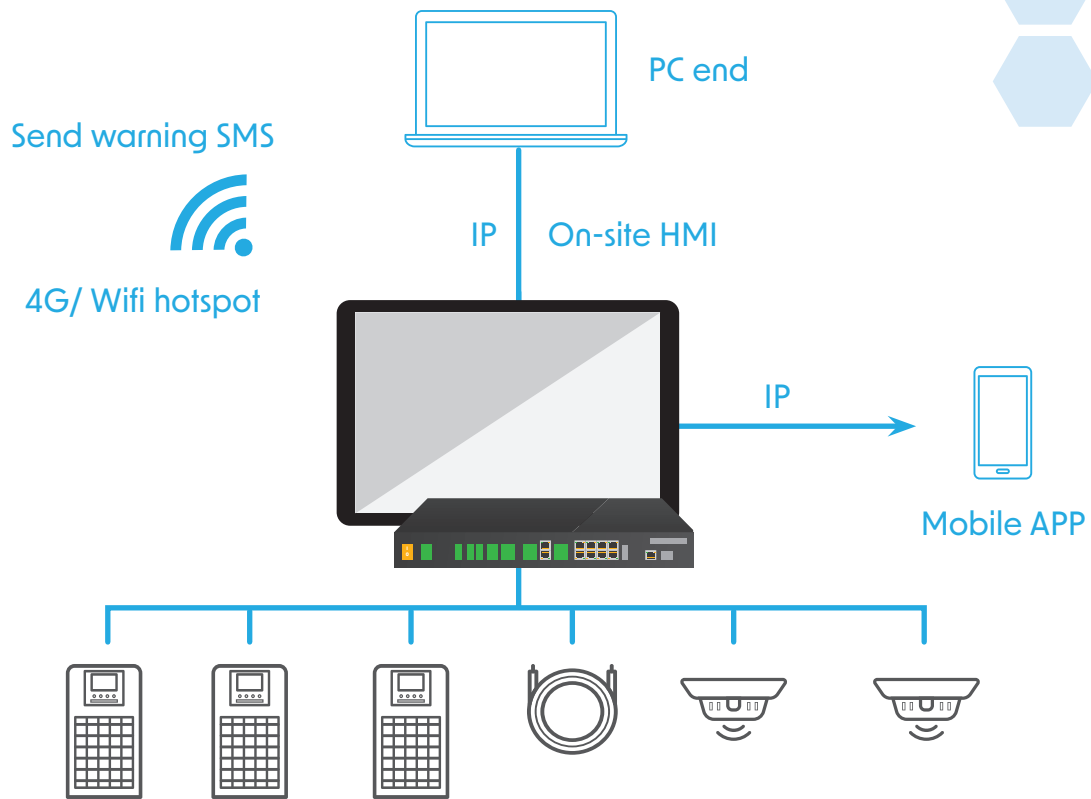 PC end
Send warning SMS
IP On-site HMI
4G/ Wifi hotspot
IP
Mobile APP